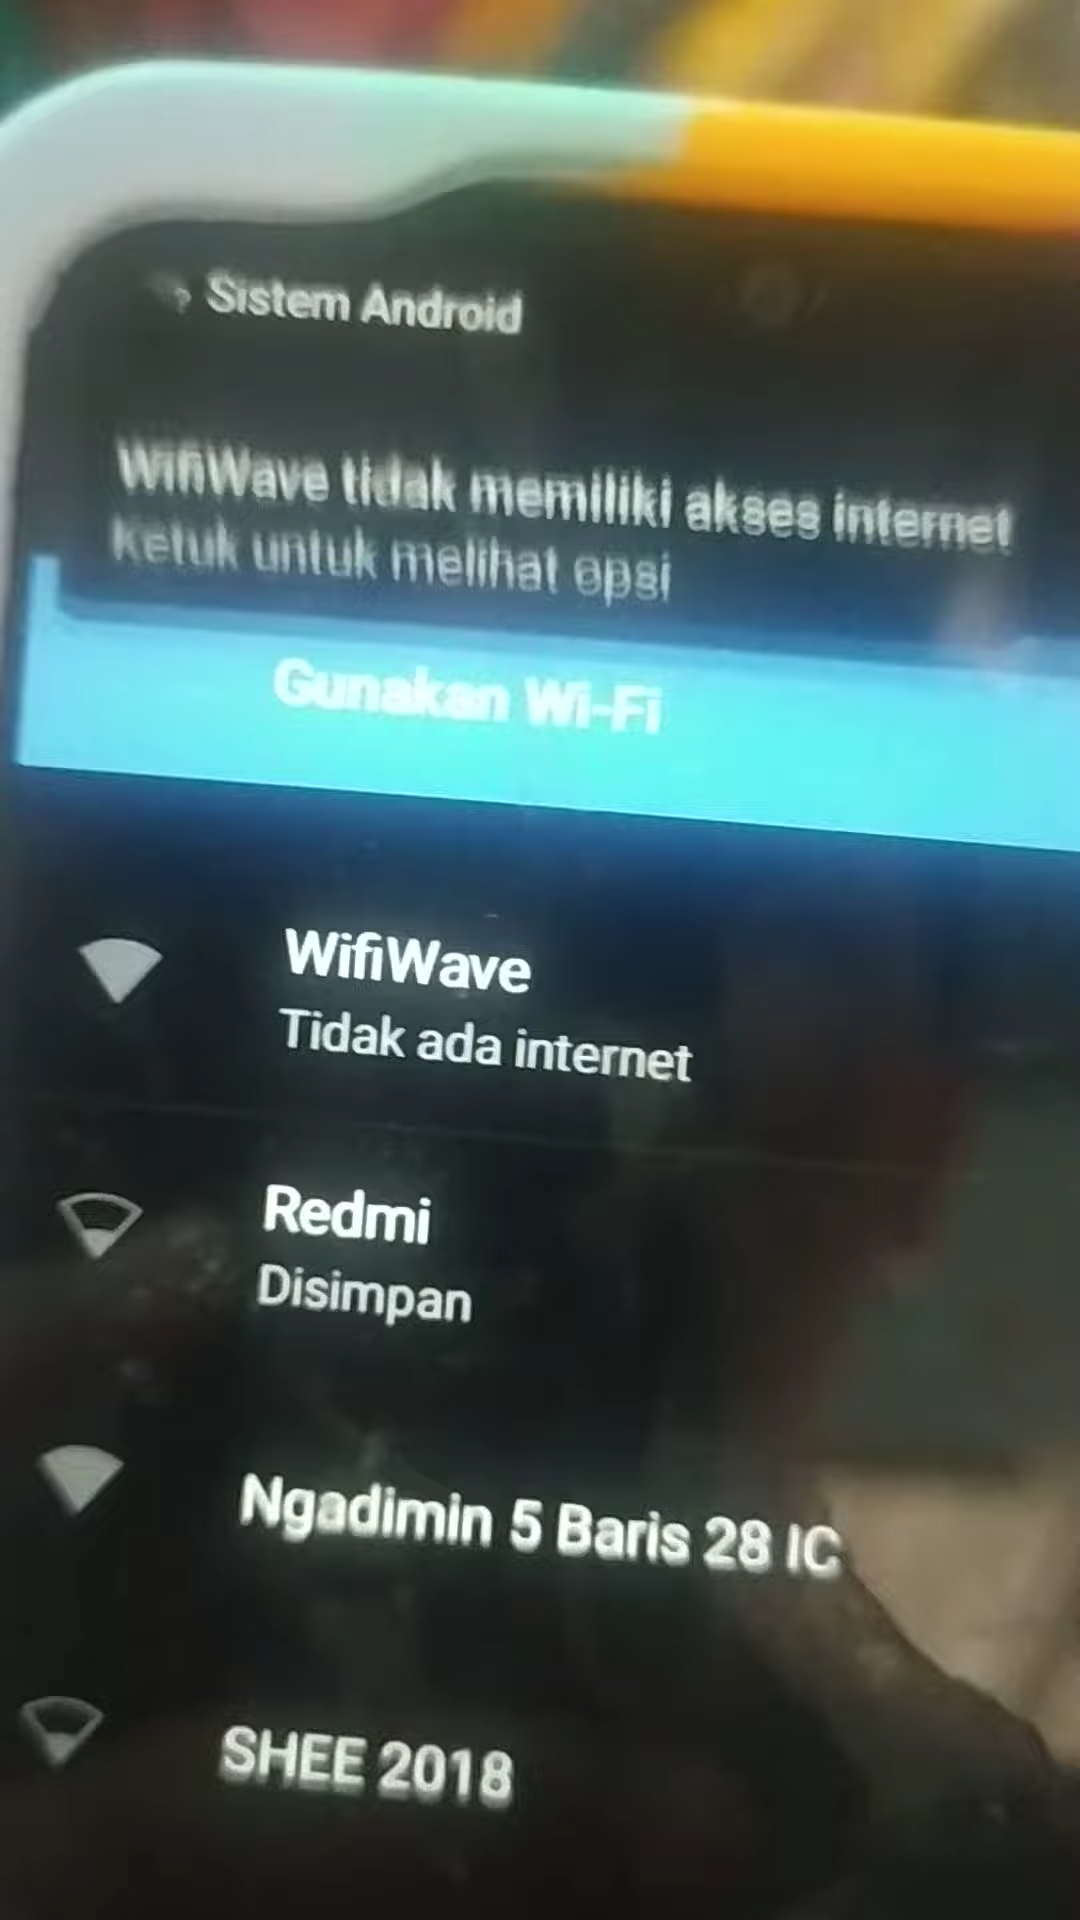 Sistem Android
WifiWave tidak memiliki akses internet
Ketuk untuk melihat opsi
Gunakan Wi-Fi
WifiWave
Tidak ada internet
Redmi
Disimpan
Ngadimin 5 Baris 28 IC
SHEE 2018